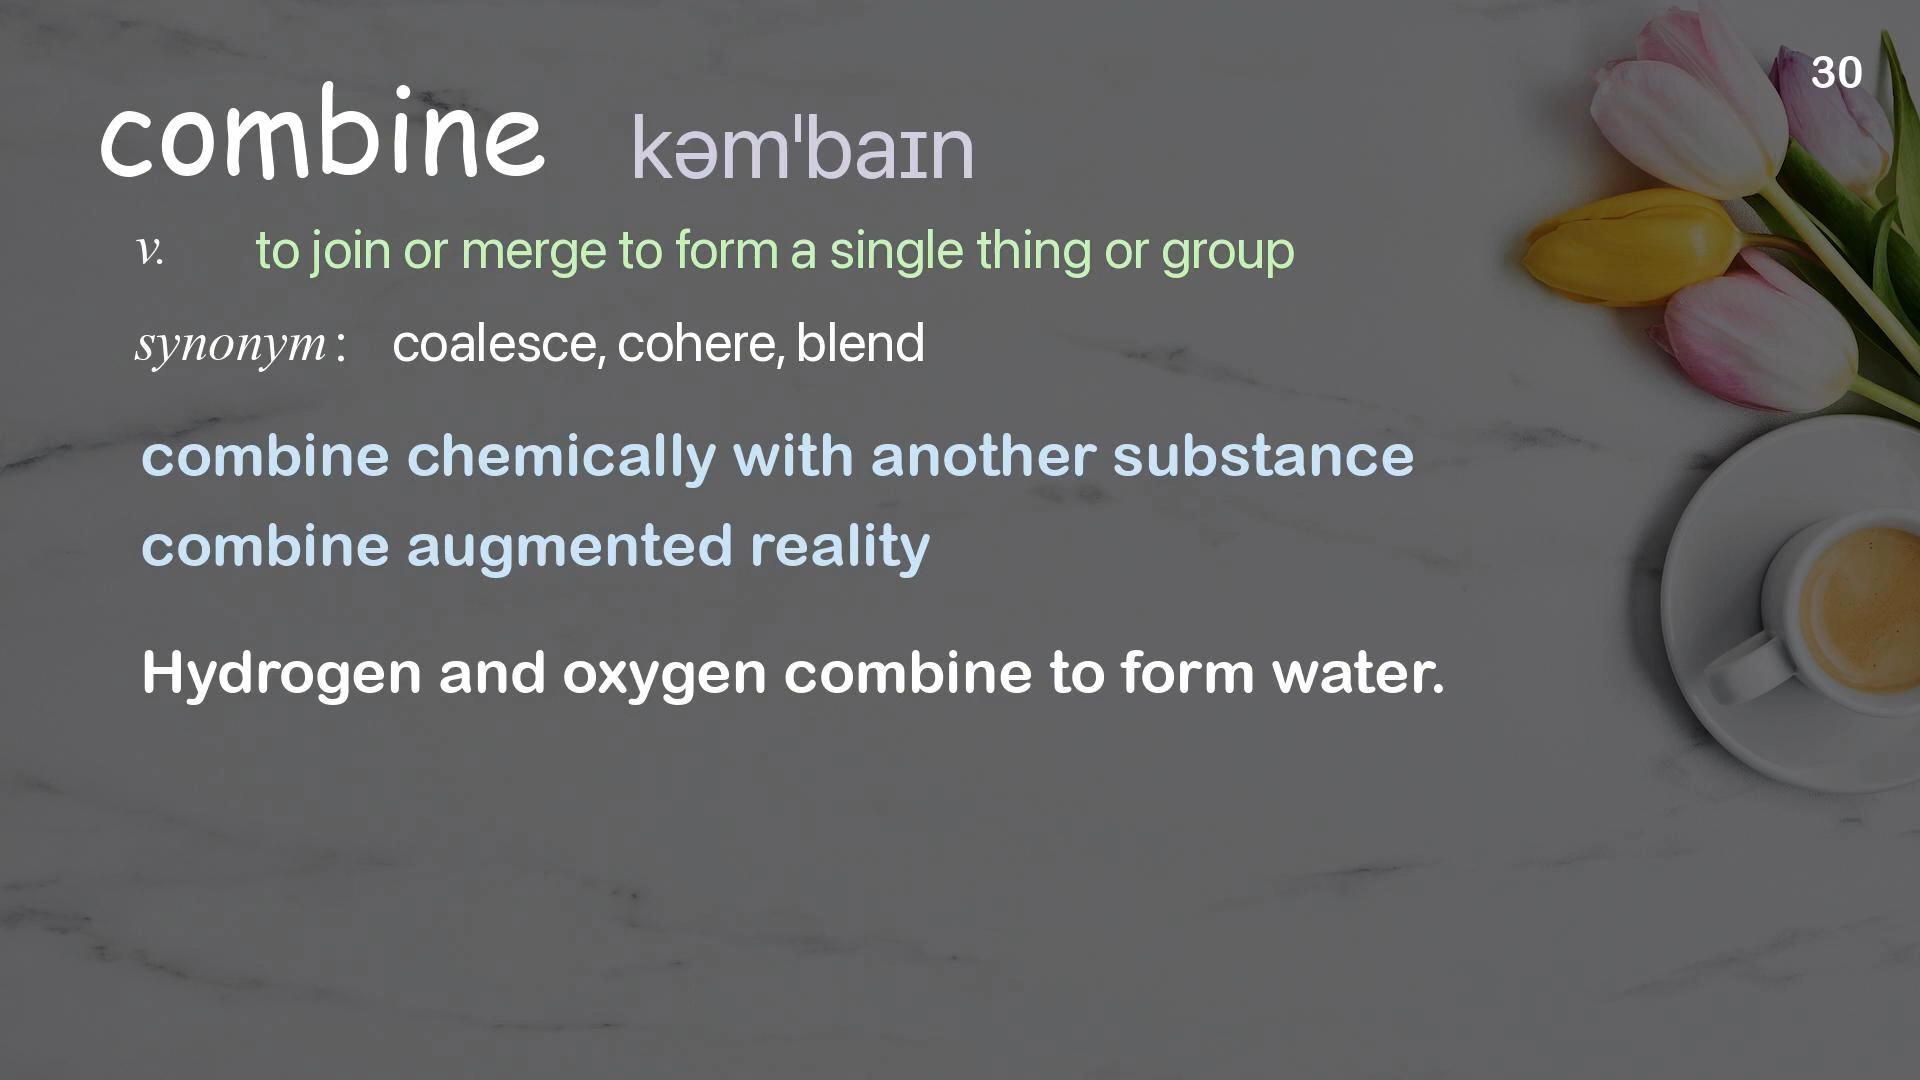 30
combine kəm'baɪn
v. to join or merge to form a single thing or group
synonym : coalesce, cohere, blend
combine chemically with another substance
combine augmented reality
Hydrogen and oxygen combine to form water.